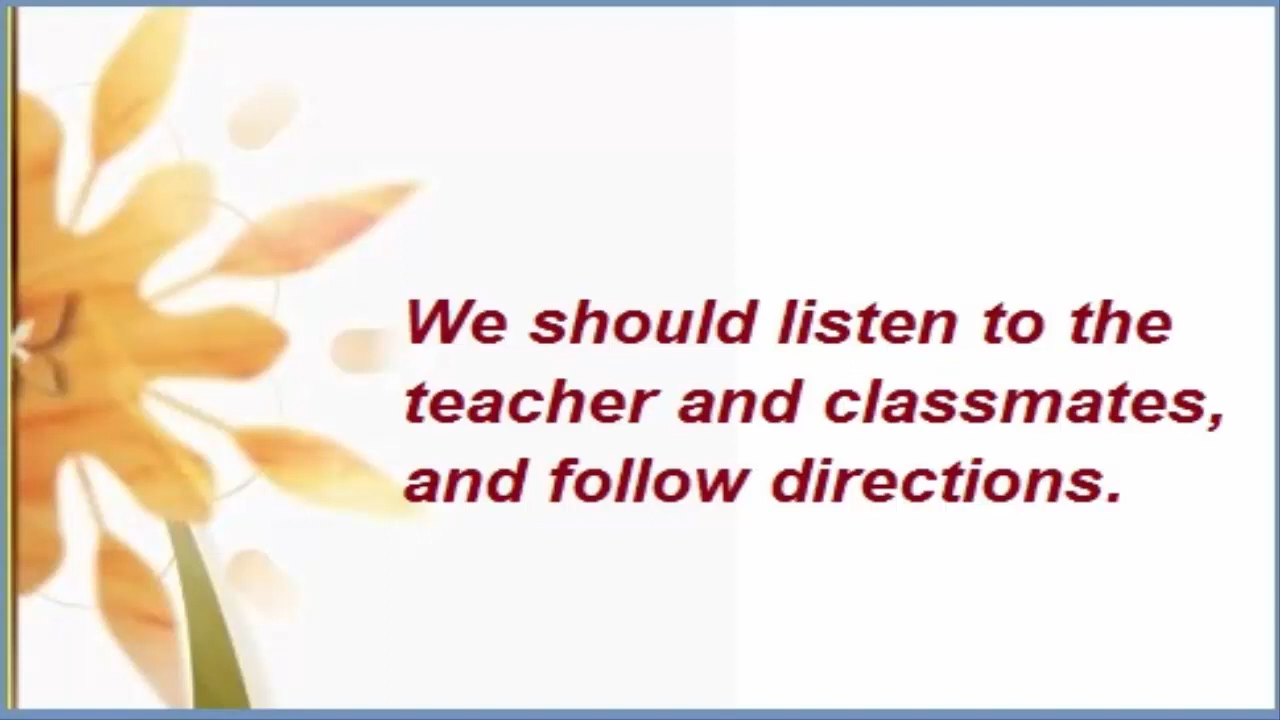 We should listen to the
teacher and classmates,
and follow directions.